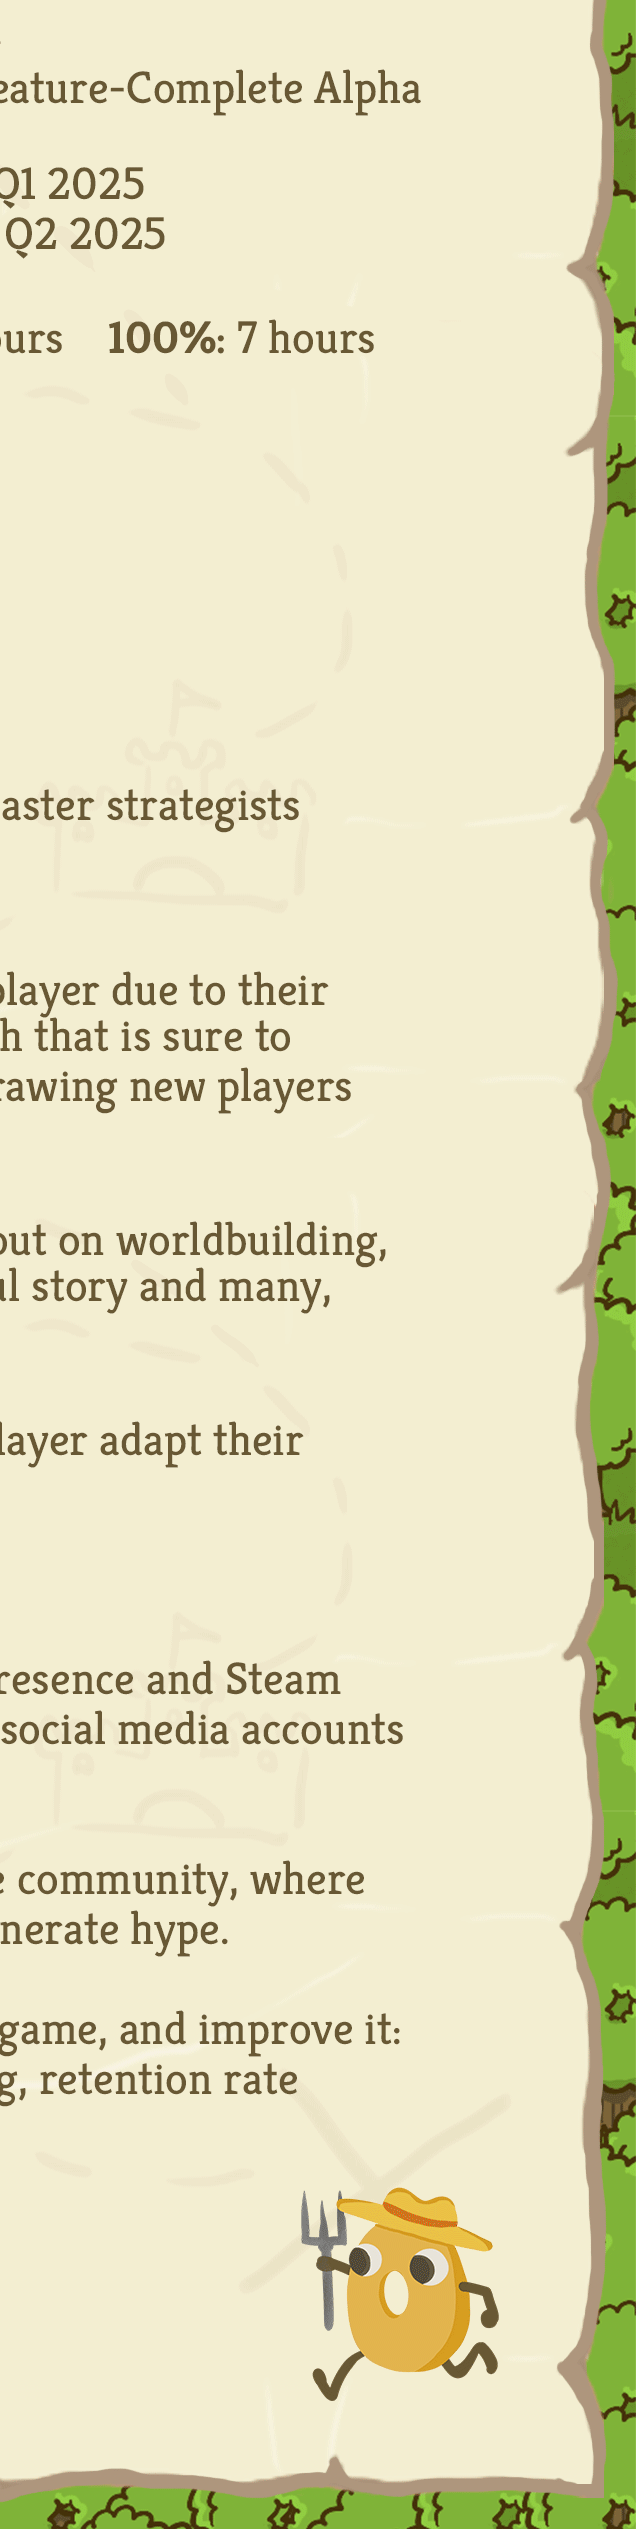 eature-Complete Alpha
Q1 2025
Q2 2025
ours 100%: 7 hours
aster strategists
player due to their
h that is sure to
rawing new players
out on worldbuilding,
ul story and many,
layer adapt their
resence and Steam
social media accounts
e community, where
nerate hype.
game, and improve it:
g, retention rate